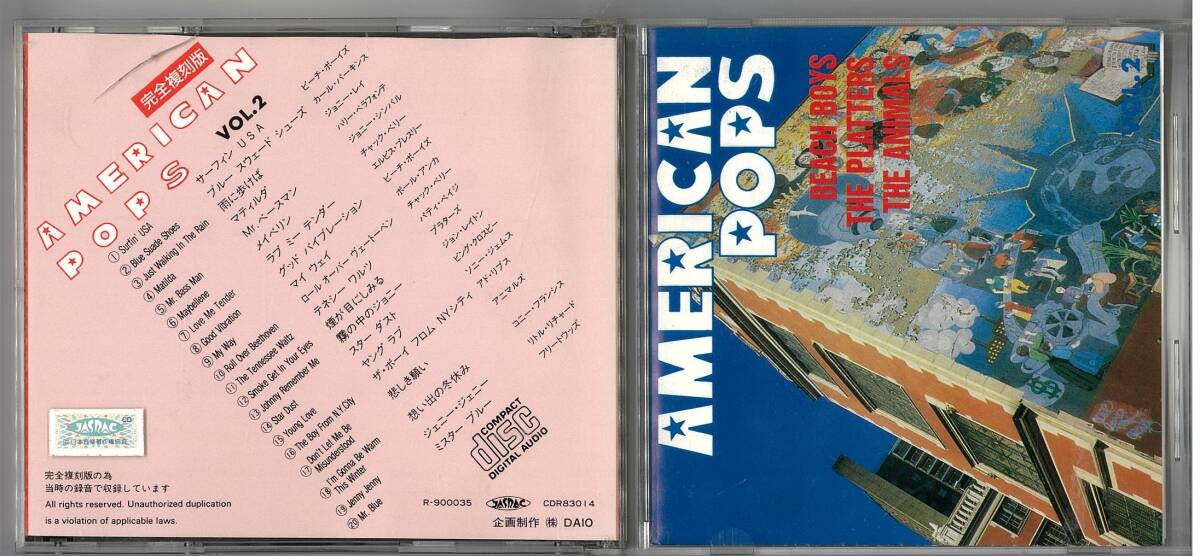 完全複刻版
AMERICAN
POPS
VOL.2
① Surfin' USA
② Blue Suade Shoes
③ Just Walking In The Rain
④ Matilda
⑤ Mr. Bass Man
⑥ Maybellene
⑦ Love Me Tender
⑧ Good Vibration
⑨ My Way
⑩ Roll Over Beethoven
⑪ The Tennessee Waltz
⑫ Smoke Get In Your Eyes
⑬ Johnny Remember Me
⑭ Star Dust
⑮ Young Love
⑯ The Boy From N.Y.City
⑰ Don't Let Me Be
Misunderstood
⑱ I'm Gonna Be Warm
This Winter
⑲ Jenny Jenny
⑳ Mr. Blue
サーフィン USA
ブルー スウェード シューズ
雨に歩けば
マティルダ
Mr.ベースマン
メイベリン
ラブ ミー テンダー
グッド バイブレーション
マイ ウェイ
ロール オーバー ヴェートーベン
テネシー ワルツ
煙が目にしみる
霧の中のジョニー
スター ダスト
ヤング ラブ
ザ・ボーイ フロム NYシティ
悲しき願い
想い出の冬休み
ジェニー・ジェニー
ミスター ブルー
ビーチ・ボーイズ
カール・パーキンス
ジョニー・レイ
ハリー・ベラフォンテ
ジョニー・シンバル
チャック・ベリー
エルビス・プレスリー
ビーチ・ボーイズ
ポール・アンカ
チャック・ベリー
パティ・ペイジ
プラターズ
ジョン・レイトン
ビング・クロスビー
ソニー・ジェムス
アド・リブス
アニマルズ
コニー・フランシス
リトル・リチャード
フリートウッズ
CD
JASRAC
日本音楽著作権協会
COMPACT
disc
DIGITAL AUDIO
完全複刻版の為
当時の録音で収録しています
All rights reserved. Unauthorized duplication
is a violation of applicable laws.
R-900035 JASRAC CDR83014
企画制作 ㈱ DAIO
AMERICAN
POPS
BEACH BOYS
THE PLATTERS
THE ANIMALS
VOL.2